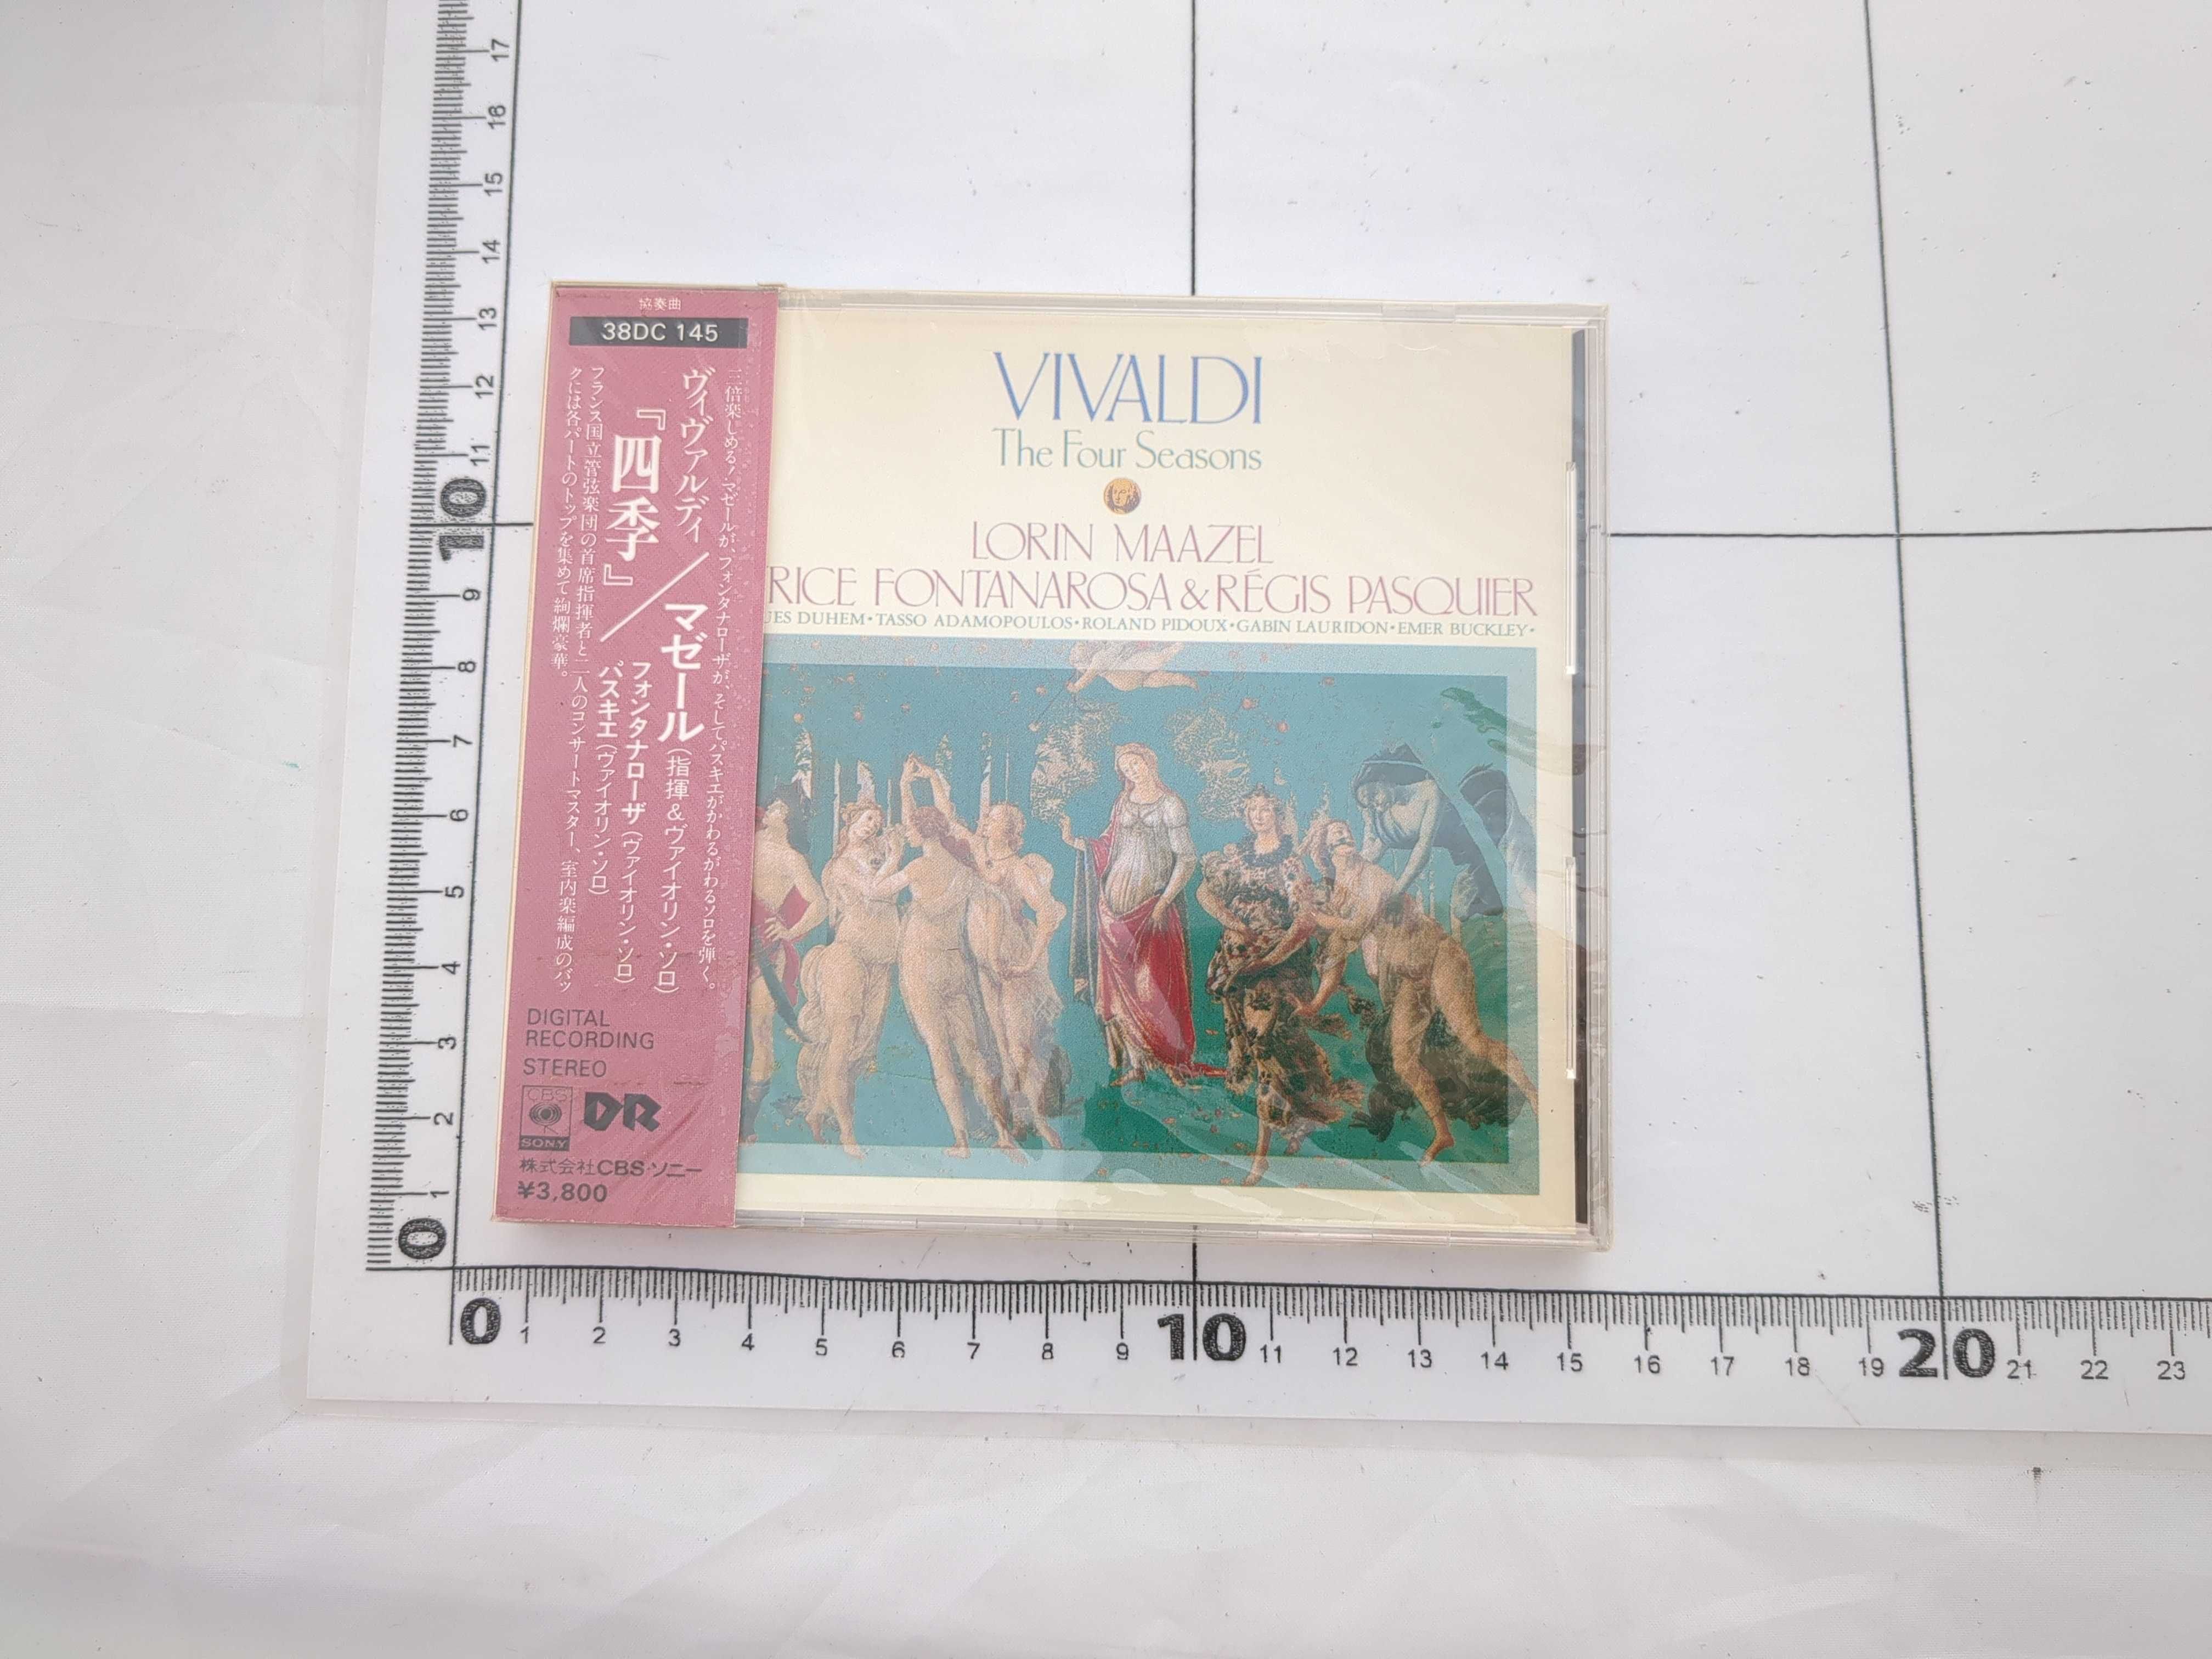 協奏曲
38DC 145
三倍楽しめる!マゼールが、フォンタナローザが、そしてパスキエがかわるがわるソロを弾く。
ヴィヴァルディ
『四季』
マゼール(指揮&ヴァイオリン・ソロ)
フォンタナローザ(ヴァイオリン・ソロ)
パスキエ(ヴァイオリン・ソロ)
フランス国立管弦楽団の首席指揮者と二人のコンサートマスター、室内楽編成のバッ
クには各パートのトップを集めて絢爛豪華。
DIGITAL
RECORDING
STEREO
CBS
SONY
DR
株式会社CBS・ソニー
¥3,800
VIVALDI
The Four Seasons
LORIN MAAZEL
RICE FONTANAROSA & RÉGIS PASQUIER
UES DUHEM・TASSO ADAMOPOULOS・ROLAND PIDOUX・GABIN LAURIDON・EMER BUCKLEY・
17
16
15
14
13
12
11
10
9
8
7
6
5
4
3
2
1
0
0 1 2 3 4 5 6 7 8 9 10 11 12 13 14 15 16 17 18 19 20 21 22 23